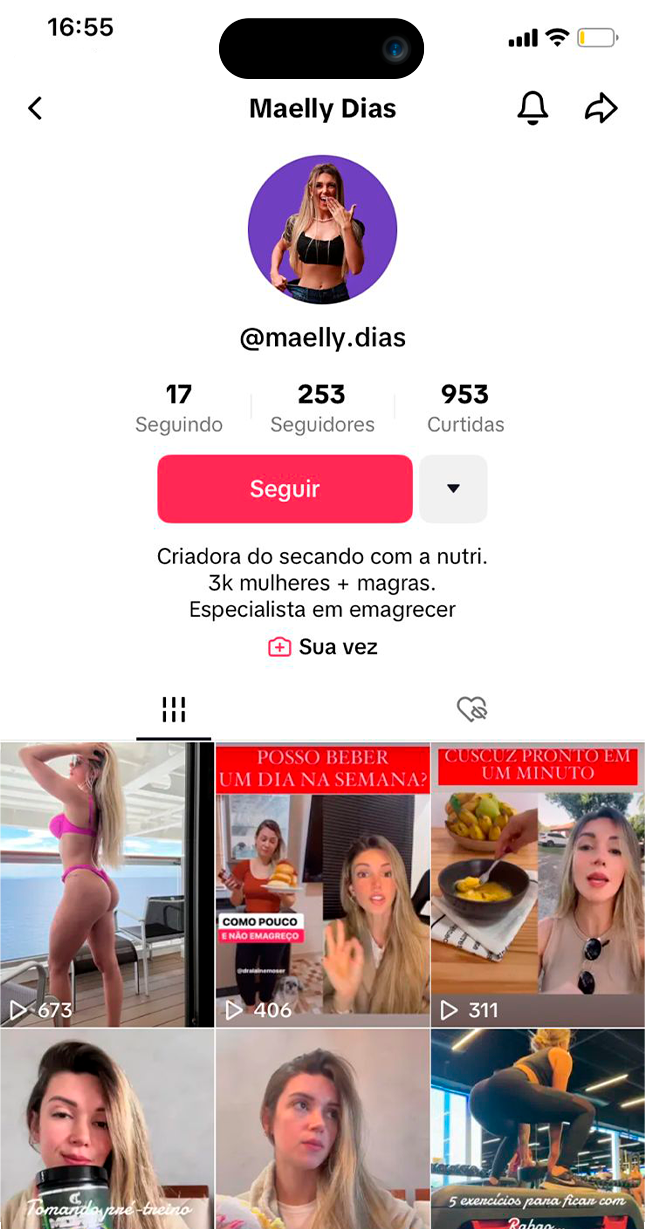 16:55
Maelly Dias
@maelly.dias
17
253
953
Seguindo
Seguidores
Curtidas
Seguir
Criadora do secando com a nutri.
3k mulheres + magras.
Especialista em emagrecer
Sua vez
673
POSSO BEBER
UM DIA NA SEMANA?
COMO POUCO
E NÃO EMAGREÇO
@dralainemoser
406
CUSCUZ PRONTO EM
UM MINUTO
311
Tomando pré-treino
5 exercícios para ficar com
Rabao